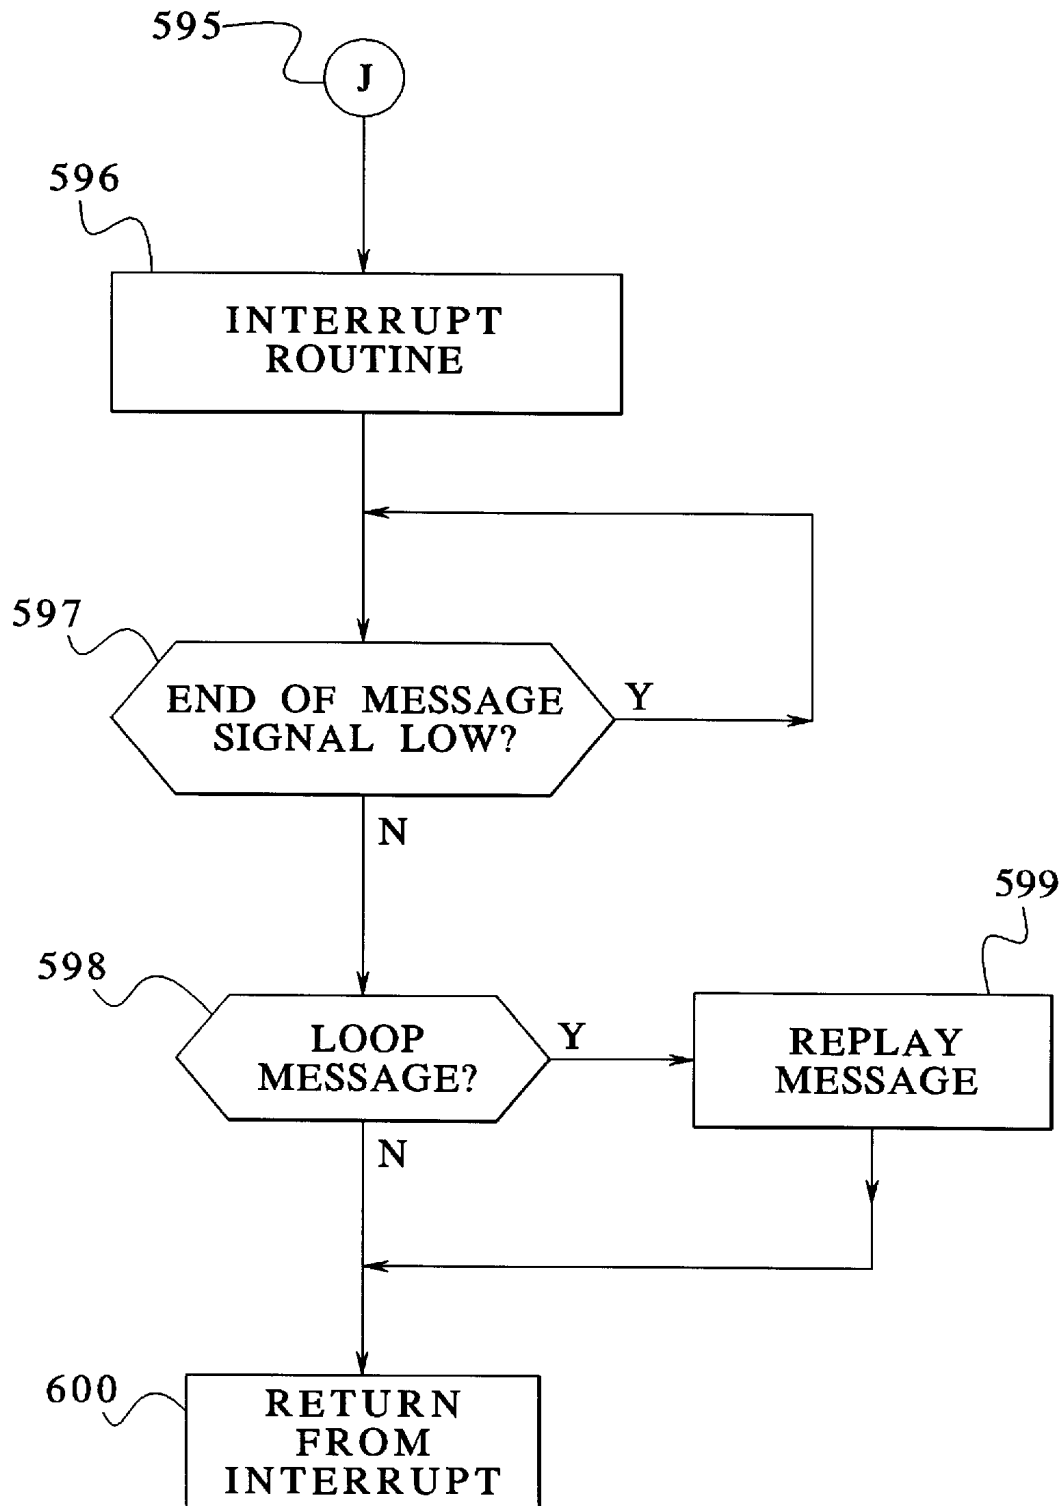 595
J
596
INTERRUPT
ROUTINE
597
END OF MESSAGE
SIGNAL LOW?
Y
N
599
598
LOOP
MESSAGE?
Y
REPLAY
MESSAGE
N
600
RETURN
FROM
INTERRUPT